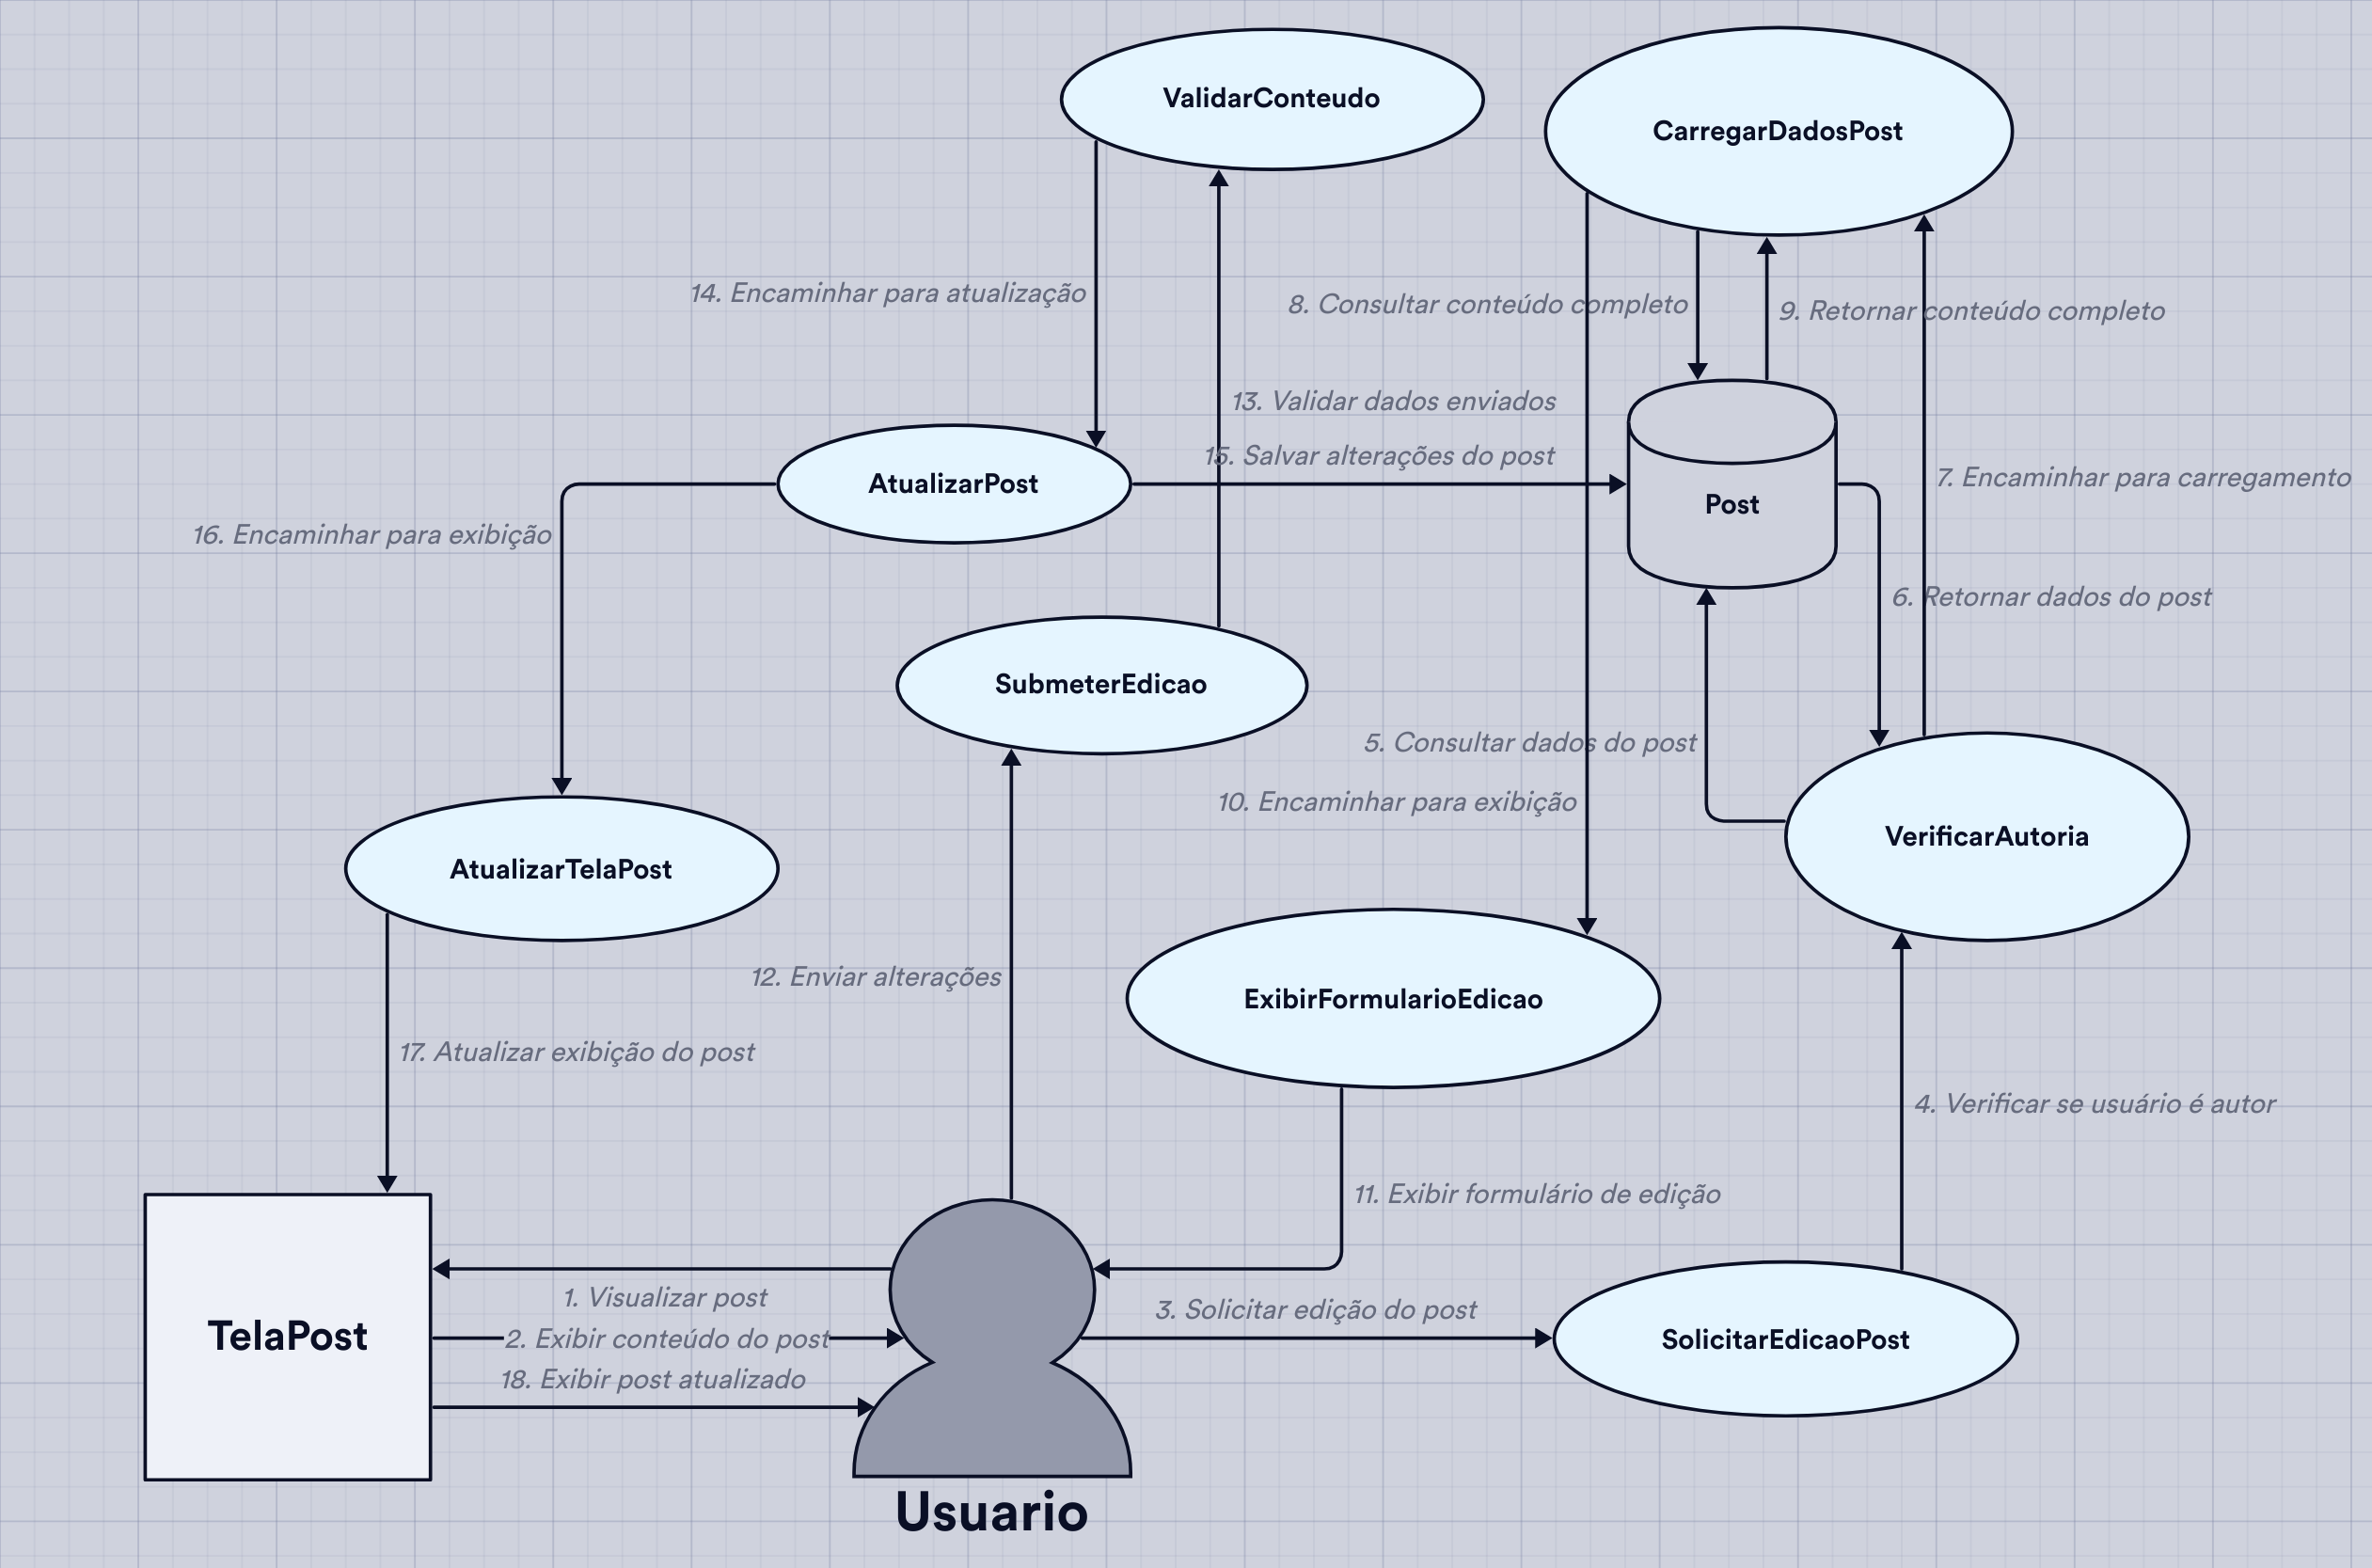 ValidarConteudo
CarregarDadosPost
14. Encaminhar para atualização
8. Consultar conteúdo completo
9. Retornar conteúdo completo
13. Validar dados enviados
15. Salvar alterações do post
AtualizarPost
Post
7. Encaminhar para carregamento
16. Encaminhar para exibição
6. Retornar dados do post
SubmeterEdicao
5. Consultar dados do post
10. Encaminhar para exibição
VerificarAutoria
AtualizarTelaPost
12. Enviar alterações
ExibirFormularioEdicao
17. Atualizar exibição do post
4. Verificar se usuário é autor
11. Exibir formulário de edição
1. Visualizar post
3. Solicitar edição do post
TelaPost
2. Exibir conteúdo do post
SolicitarEdicaoPost
18. Exibir post atualizado
Usuario